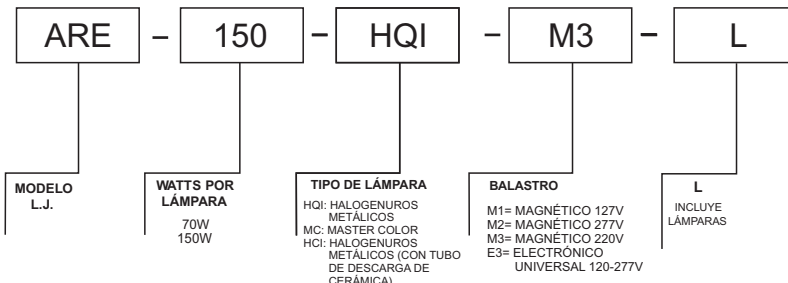 ARE – 150 – HQI – M3 – L
MODELO
L.J.
WATTS POR
LÁMPARA
70W
150W
TIPO DE LÁMPARA
HQI: HALOGENUROS
METÁLICOS
MC: MASTER COLOR
HCI: HALOGENUROS
METÁLICOS (CON TUBO
DE DESCARGA DE
CERÁMICA)
BALASTRO
M1= MAGNÉTICO 127V
M2= MAGNÉTICO 277V
M3= MAGNÉTICO 220V
E3= ELECTRÓNICO
UNIVERSAL 120-277V
L
INCLUYE
LÁMPARAS